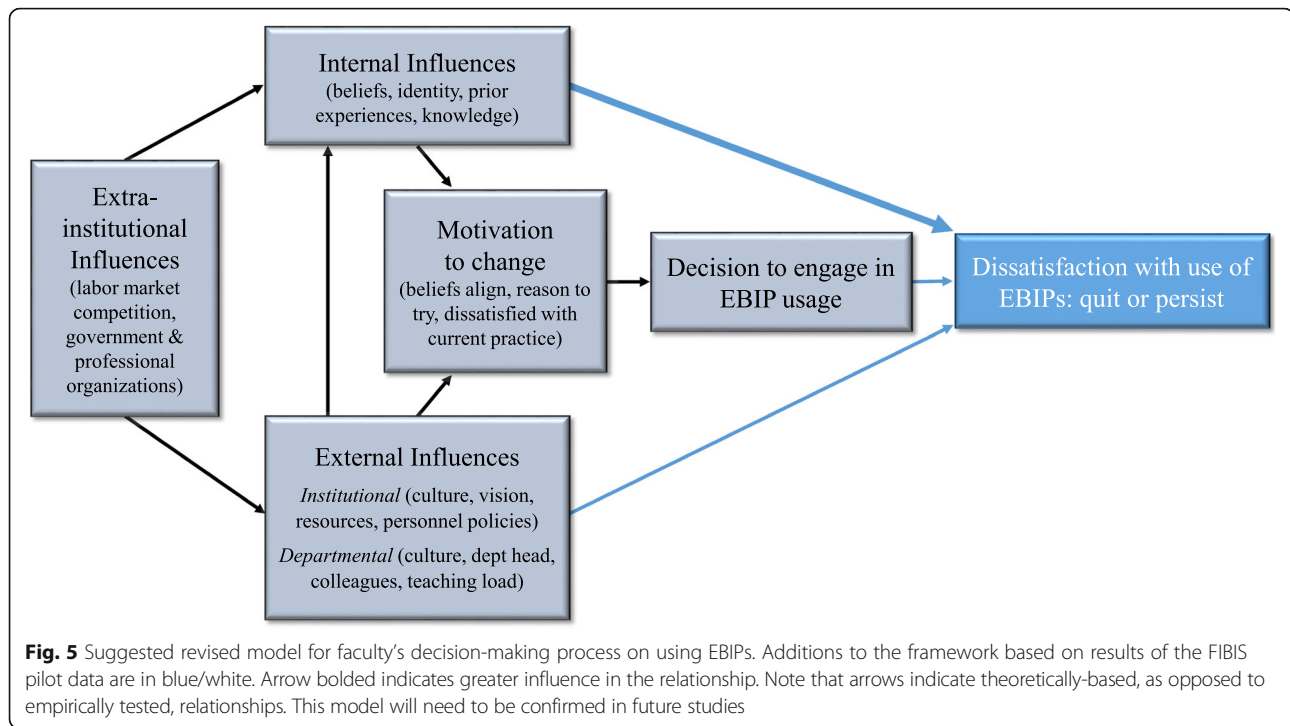 Internal Influences
(beliefs, identity, prior
experiences, knowledge)
Extra-
institutional
Influences
(labor market
competition,
government &
professional
organizations)
Motivation
to change
(beliefs align, reason to
try, dissatisfied with
current practice)
Decision to engage in
EBIP usage
Dissatisfaction with use of
EBIPs: quit or persist
External Influences
Institutional (culture, vision,
resources, personnel policies)
Departmental (culture, dept head,
colleagues, teaching load)
Fig. 5 Suggested revised model for faculty's decision-making process on using EBIPs. Additions to the framework based on results of the FIBIS
pilot data are in blue/white. Arrow bolded indicates greater influence in the relationship. Note that arrows indicate theoretically-based, as opposed to
empirically tested, relationships. This model will need to be confirmed in future studies